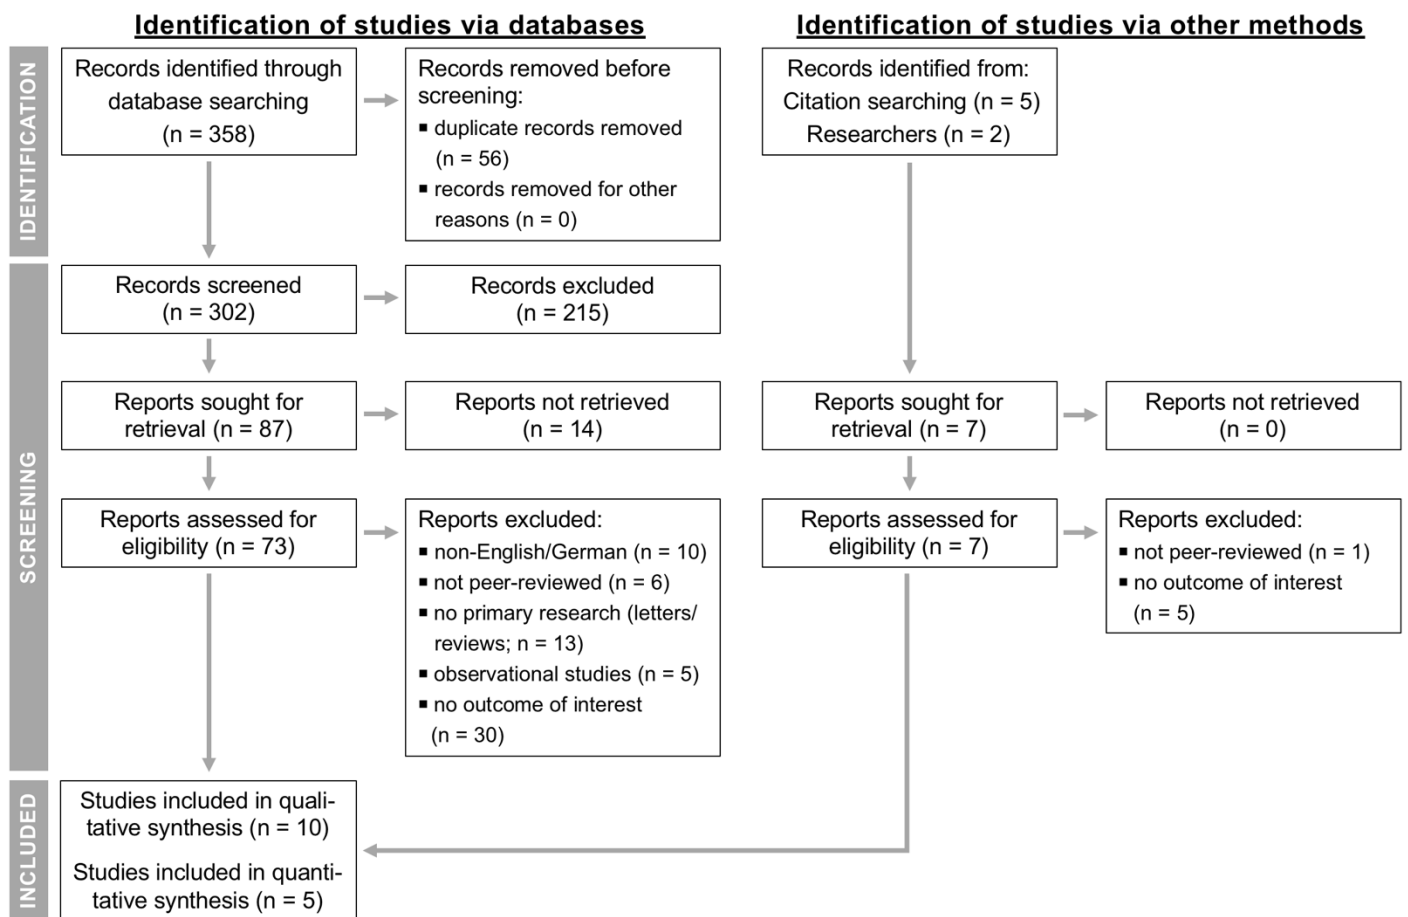 Identification of studies via databases
Identification of studies via other methods
IDENTIFICATION
Records identified through
database searching
(n = 358)
Records removed before
screening:
▪ duplicate records removed
(n = 56)
▪ records removed for other
reasons (n = 0)
Records identified from:
Citation searching (n = 5)
Researchers (n = 2)
SCREENING
Records screened
(n = 302)
Records excluded
(n = 215)
Reports sought for
retrieval (n = 87)
Reports not retrieved
(n = 14)
Reports sought for
retrieval (n = 7)
Reports not retrieved
(n = 0)
Reports assessed for
eligibility (n = 73)
Reports excluded:
▪ non-English/German (n = 10)
▪ not peer-reviewed (n = 6)
▪ no primary research (letters/
reviews; n = 13)
▪ observational studies (n = 5)
▪ no outcome of interest
(n = 30)
Reports assessed for
eligibility (n = 7)
Reports excluded:
▪ not peer-reviewed (n = 1)
▪ no outcome of interest
(n = 5)
INCLUDED
Studies included in quali-
tative synthesis (n = 10)
Studies included in quanti-
tative synthesis (n = 5)